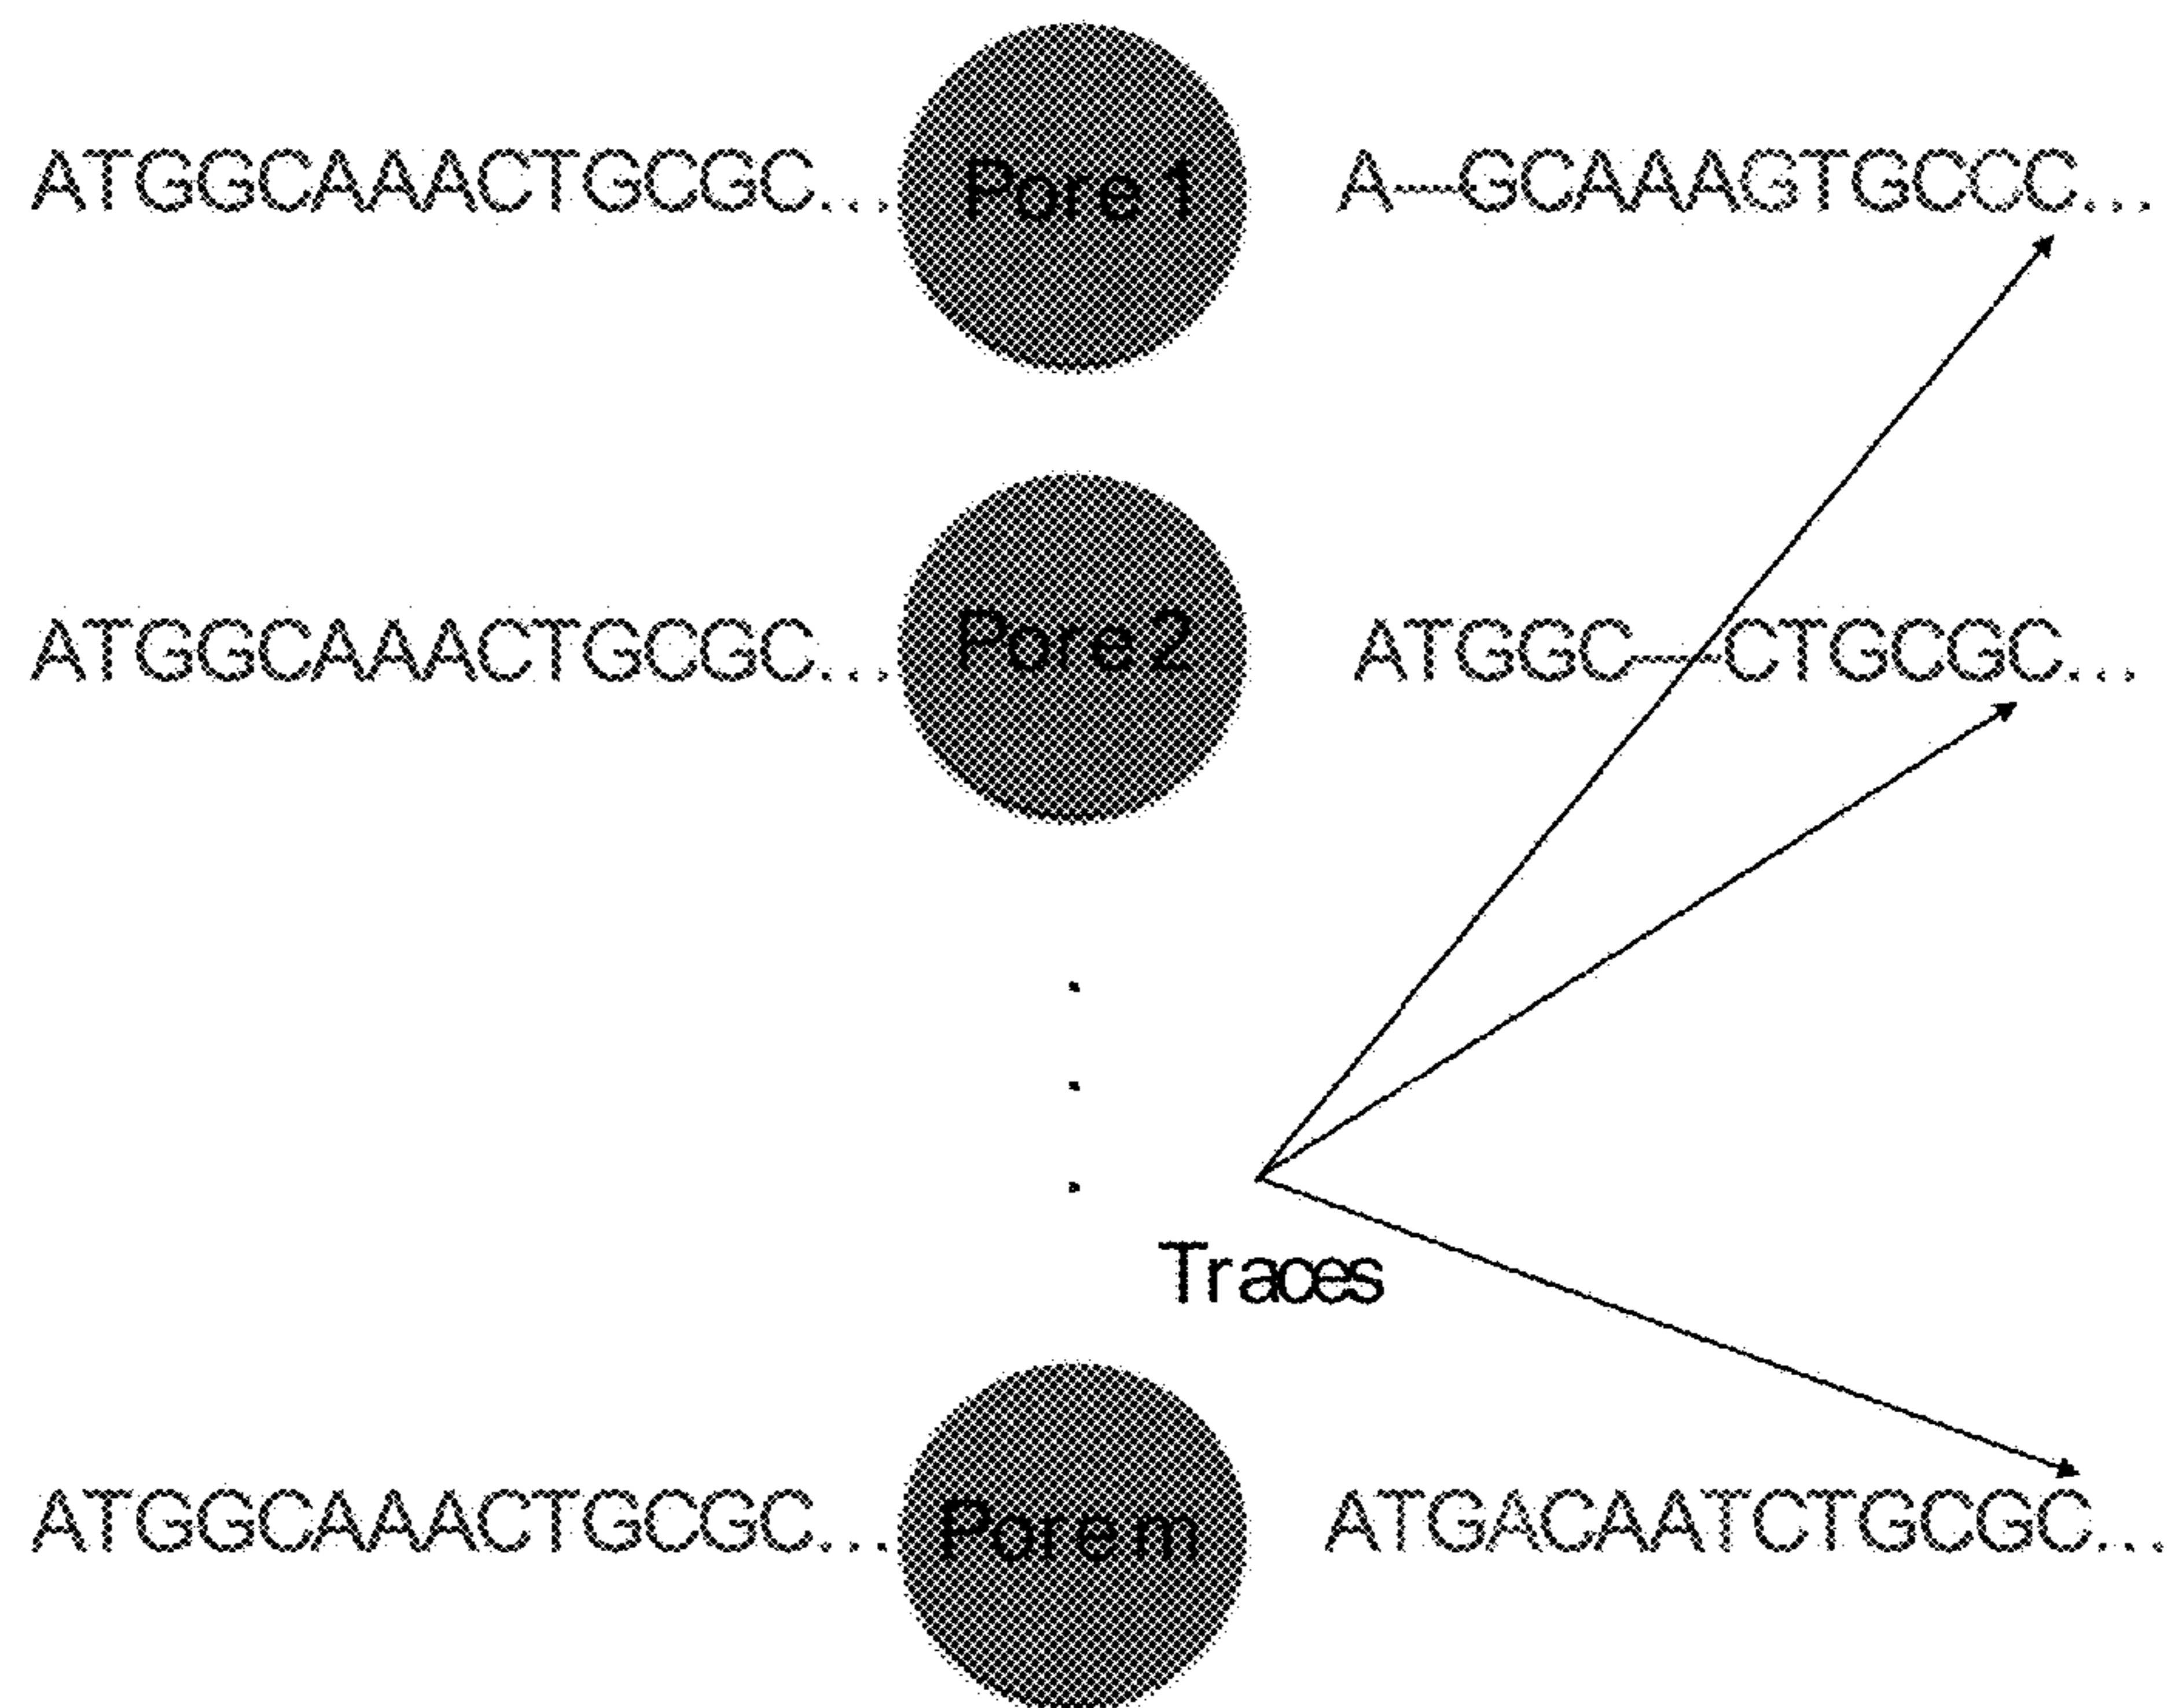 ATGGCAAACTGCGC... Pore 1 A---GCAAAGTGCCC...
ATGGCAAACTGCGC... Pore 2 ATGGC----CTGCGC...
Traces
ATGGCAAACTGCGC... Pore m ATGACAATCTGCGC...